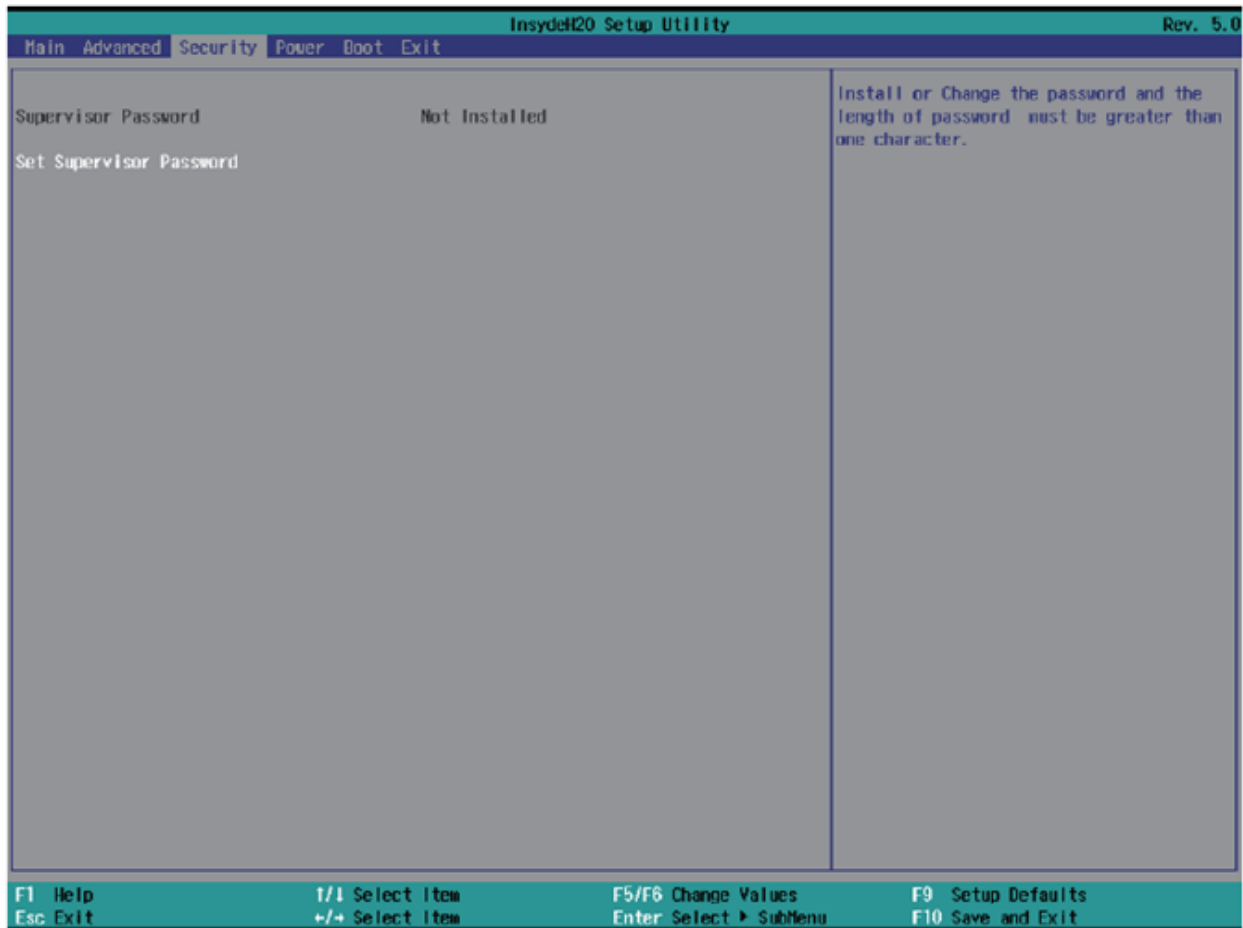 InsydeH2O Setup Utility Rev. 5.0
Main Advanced Security Power Boot Exit
Supervisor Password Not Installed
Set Supervisor Password
Install or Change the password and the
length of password must be greater than
one character.
F1 Help ↑/↓ Select Item F5/F6 Change Values F9 Setup Defaults
Esc Exit ←/→ Select Item Enter Select ▶ SubMenu F10 Save and Exit